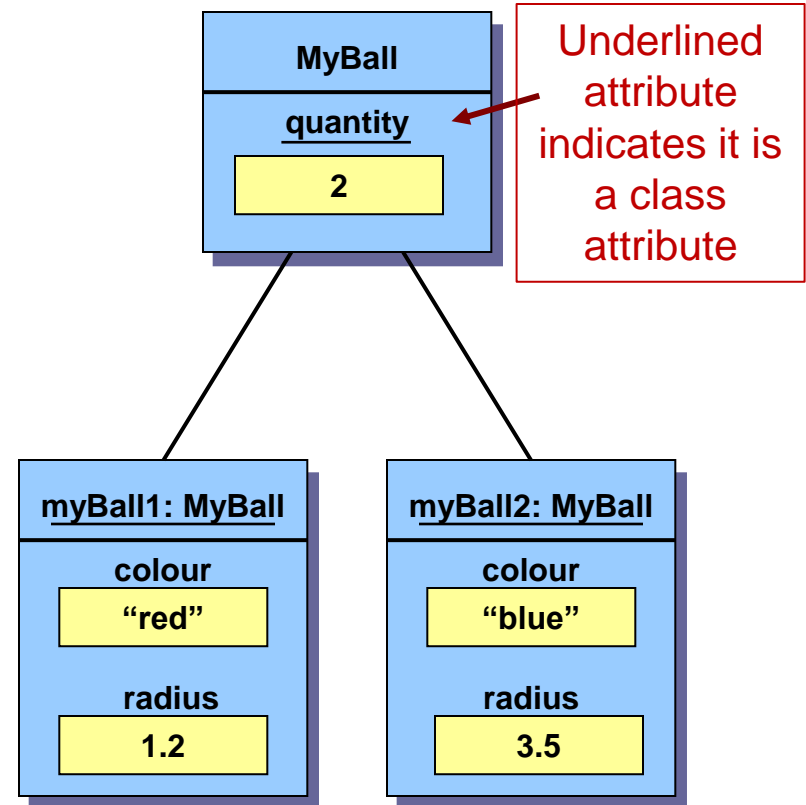 MyBall
quantity
2
Underlined
attribute
indicates it is
a class
attribute
myBall1: MyBall
colour
“red”
radius
1.2
myBall2: MyBall
colour
“blue”
radius
3.5